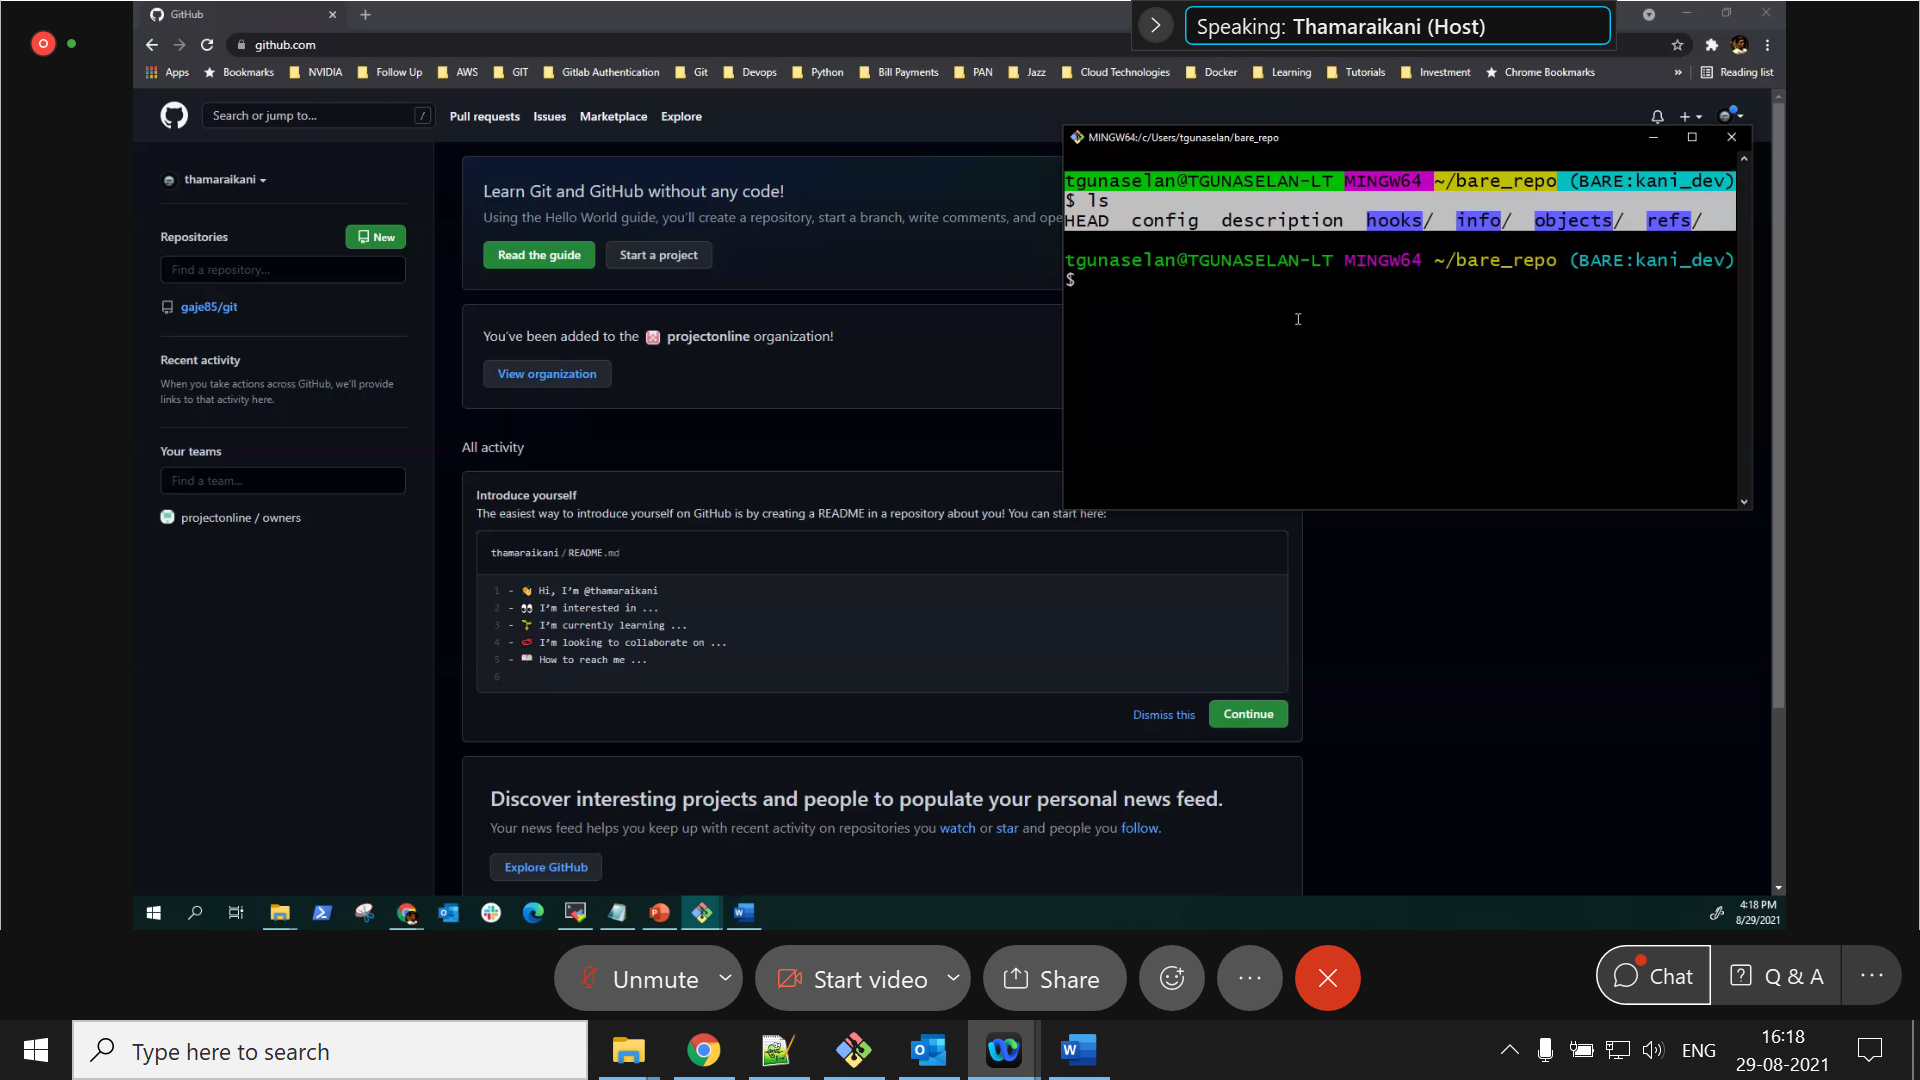 GitHub
Speaking: Thamaraikani (Host)
github.com
Apps Bookmarks NVIDIA Follow Up AWS GIT Gitlab Authentication Git Devops Python Bill Payments PAN Jazz Cloud Technologies Docker Learning Tutorials Investment Chrome Bookmarks » Reading list
Search or jump to... / Pull requests Issues Marketplace Explore
MINGW64:/c/Users/tgunaselan/bare_repo
tgunaselan@TGUNASELAN-LT MINGW64 ~/bare_repo (BARE:kani_dev)
$ ls
HEAD config description hooks/ info/ objects/ refs/
tgunaselan@TGUNASELAN-LT MINGW64 ~/bare_repo (BARE:kani_dev)
$
thamaraikani
Repositories New
Find a repository...
gaje85/git
Recent activity
When you take actions across GitHub, we'll provide
links to that activity here.
Your teams
Find a team...
projectonline / owners
Learn Git and GitHub without any code!
Using the Hello World guide, you'll create a repository, start a branch, write comments, and ope
Read the guide Start a project
You've been added to the projectonline organization!
View organization
All activity
Introduce yourself
The easiest way to introduce yourself on GitHub is by creating a README in a repository about you! You can start here:
thamaraikani / README.md
1 - 👋 Hi, I'm @thamaraikani
2 - 👀 I'm interested in ...
3 - 🌱 I'm currently learning ...
4 - 💞️ I'm looking to collaborate on ...
5 - 📫 How to reach me ...
6
Dismiss this Continue
Discover interesting projects and people to populate your personal news feed.
Your news feed helps you keep up with recent activity on repositories you watch or star and people you follow.
Explore GitHub
4:18 PM
8/29/2021
Unmute Start video Share Chat Q & A
Type here to search
ENG
16:18
29-08-2021